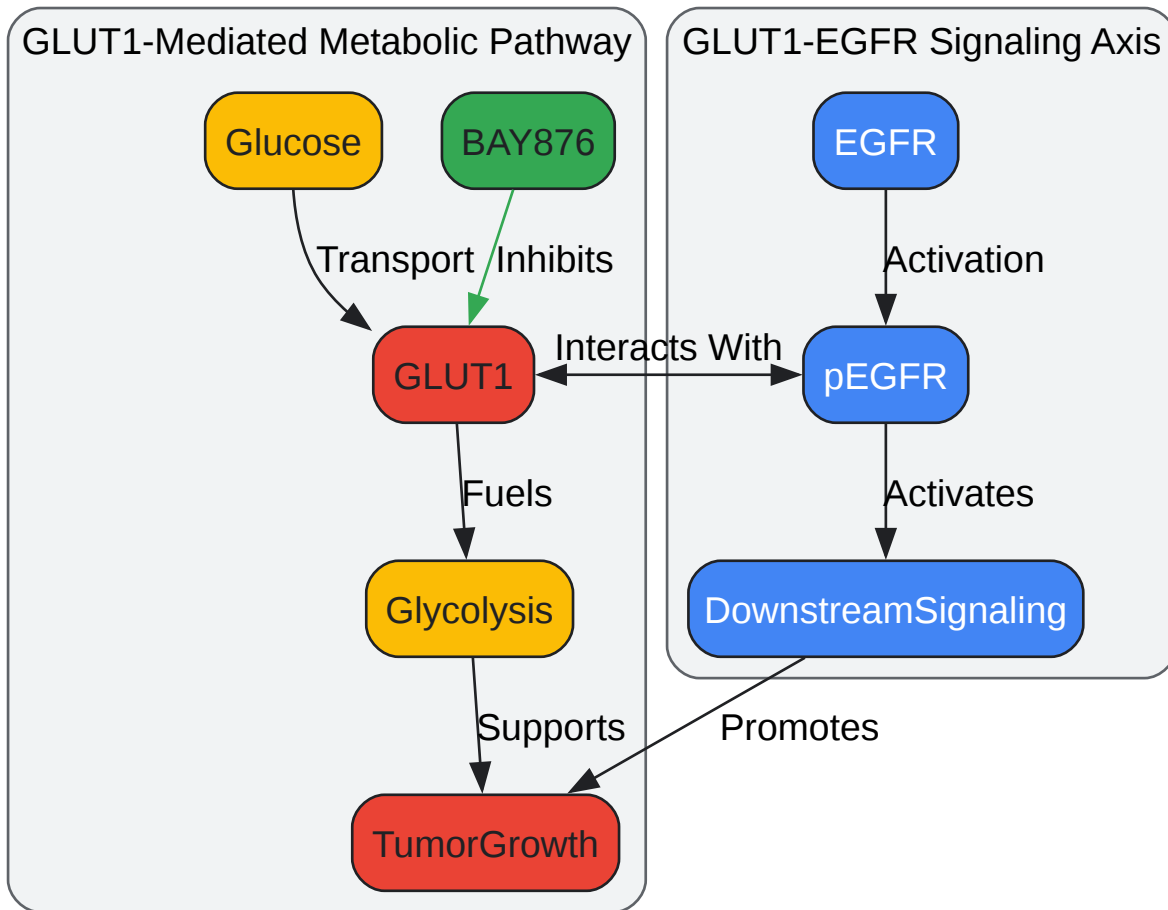 GLUT1-Mediated Metabolic Pathway
GLUT1-EGFR Signaling Axis
Glucose
BAY876
EGFR
Transport
Inhibits
Activation
Interacts With
GLUT1
pEGFR
Fuels
Activates
Glycolysis
DownstreamSignaling
Supports
Promotes
TumorGrowth